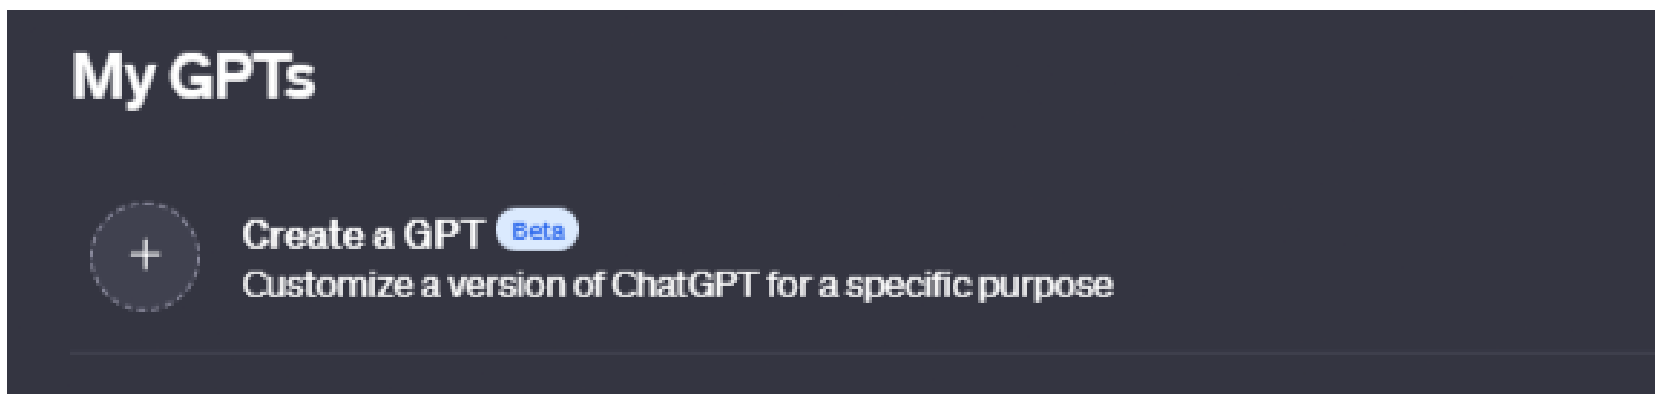 My GPTs
Create a GPT Beta
Customize a version of ChatGPT for a specific purpose